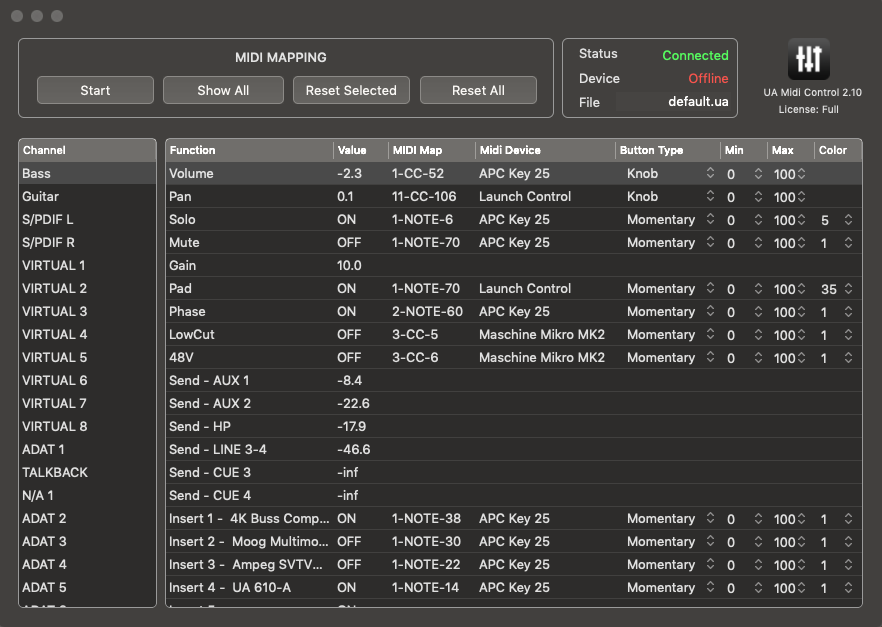 MIDI MAPPING
Start Show All Reset Selected Reset All
Status Connected
Device Offline
File default.ua
UA Midi Control 2.10
License: Full
Channel
Bass
Guitar
S/PDIF L
S/PDIF R
VIRTUAL 1
VIRTUAL 2
VIRTUAL 3
VIRTUAL 4
VIRTUAL 5
VIRTUAL 6
VIRTUAL 7
VIRTUAL 8
ADAT 1
TALKBACK
N/A 1
ADAT 2
ADAT 3
ADAT 4
ADAT 5
Function Value MIDI Map Midi Device Button Type Min Max Color
Volume -2.3 1-CC-52 APC Key 25 Knob 0 100
Pan 0.1 11-CC-106 Launch Control Knob 0 100
Solo ON 1-NOTE-6 APC Key 25 Momentary 0 100 5
Mute OFF 1-NOTE-70 APC Key 25 Momentary 0 100 1
Gain 10.0
Pad ON 1-NOTE-70 Launch Control Momentary 0 100 35
Phase ON 2-NOTE-60 APC Key 25 Momentary 0 100 1
LowCut OFF 3-CC-5 Maschine Mikro MK2 Momentary 0 100 1
48V OFF 3-CC-6 Maschine Mikro MK2 Momentary 0 100 1
Send - AUX 1 -8.4
Send - AUX 2 -22.6
Send - HP -17.9
Send - LINE 3-4 -46.6
Send - CUE 3 -inf
Send - CUE 4 -inf
Insert 1 - 4K Buss Comp... ON 1-NOTE-38 APC Key 25 Momentary 0 100 1
Insert 2 - Moog Multimo... OFF 1-NOTE-30 APC Key 25 Momentary 0 100 1
Insert 3 - Ampeg SVTV... OFF 1-NOTE-22 APC Key 25 Momentary 0 100 1
Insert 4 - UA 610-A ON 1-NOTE-14 APC Key 25 Momentary 0 100 1